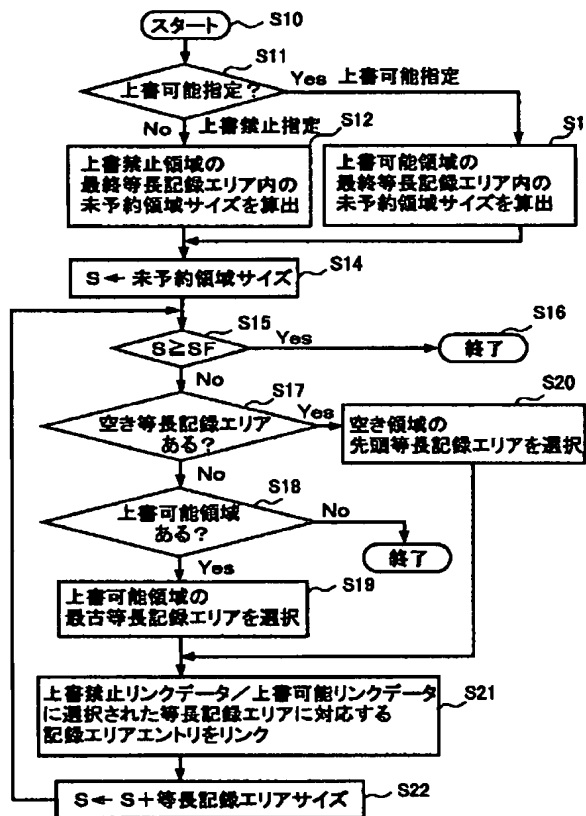 スタート
S10
S11
上書可能指定?
Yes 上書可能指定
No 上書禁止指定
S12
S1
上書禁止領域の
最終等長記録エリア内の
未予約領域サイズを算出
上書可能領域の
最終等長記録エリア内の
未予約領域サイズを算出
S14
S← 未予約領域サイズ
S15
S≧SF
Yes
S16
終了
No
S17
空き等長記録エリア
ある?
Yes
S20
空き領域の
先頭等長記録エリアを選択
No
S18
上書可能領域
ある?
No
終了
Yes
S19
上書可能領域の
最古等長記録エリアを選択
上書禁止リンクデータ/上書可能リンクデータ
に選択された等長記録エリアに対応する
記録エリアエントリをリンク
S21
S← S+等長記録エリアサイズ
S22